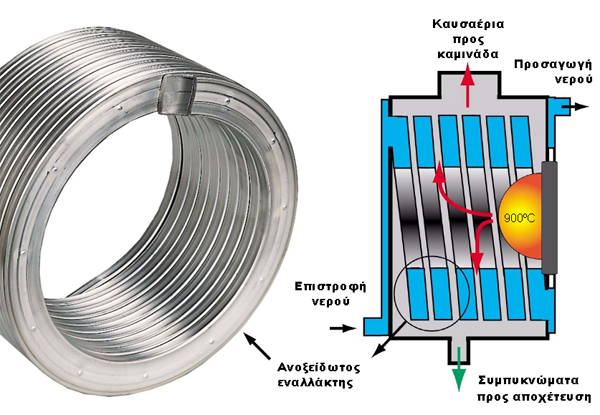 Καυσαέρια
προς
καμινάδα
Προσαγωγή
νερού
900ºC
Επιστροφή
νερού
Ανοξείδωτος
εναλλάκτης
Συμπυκνώματα
προς αποχέτευση